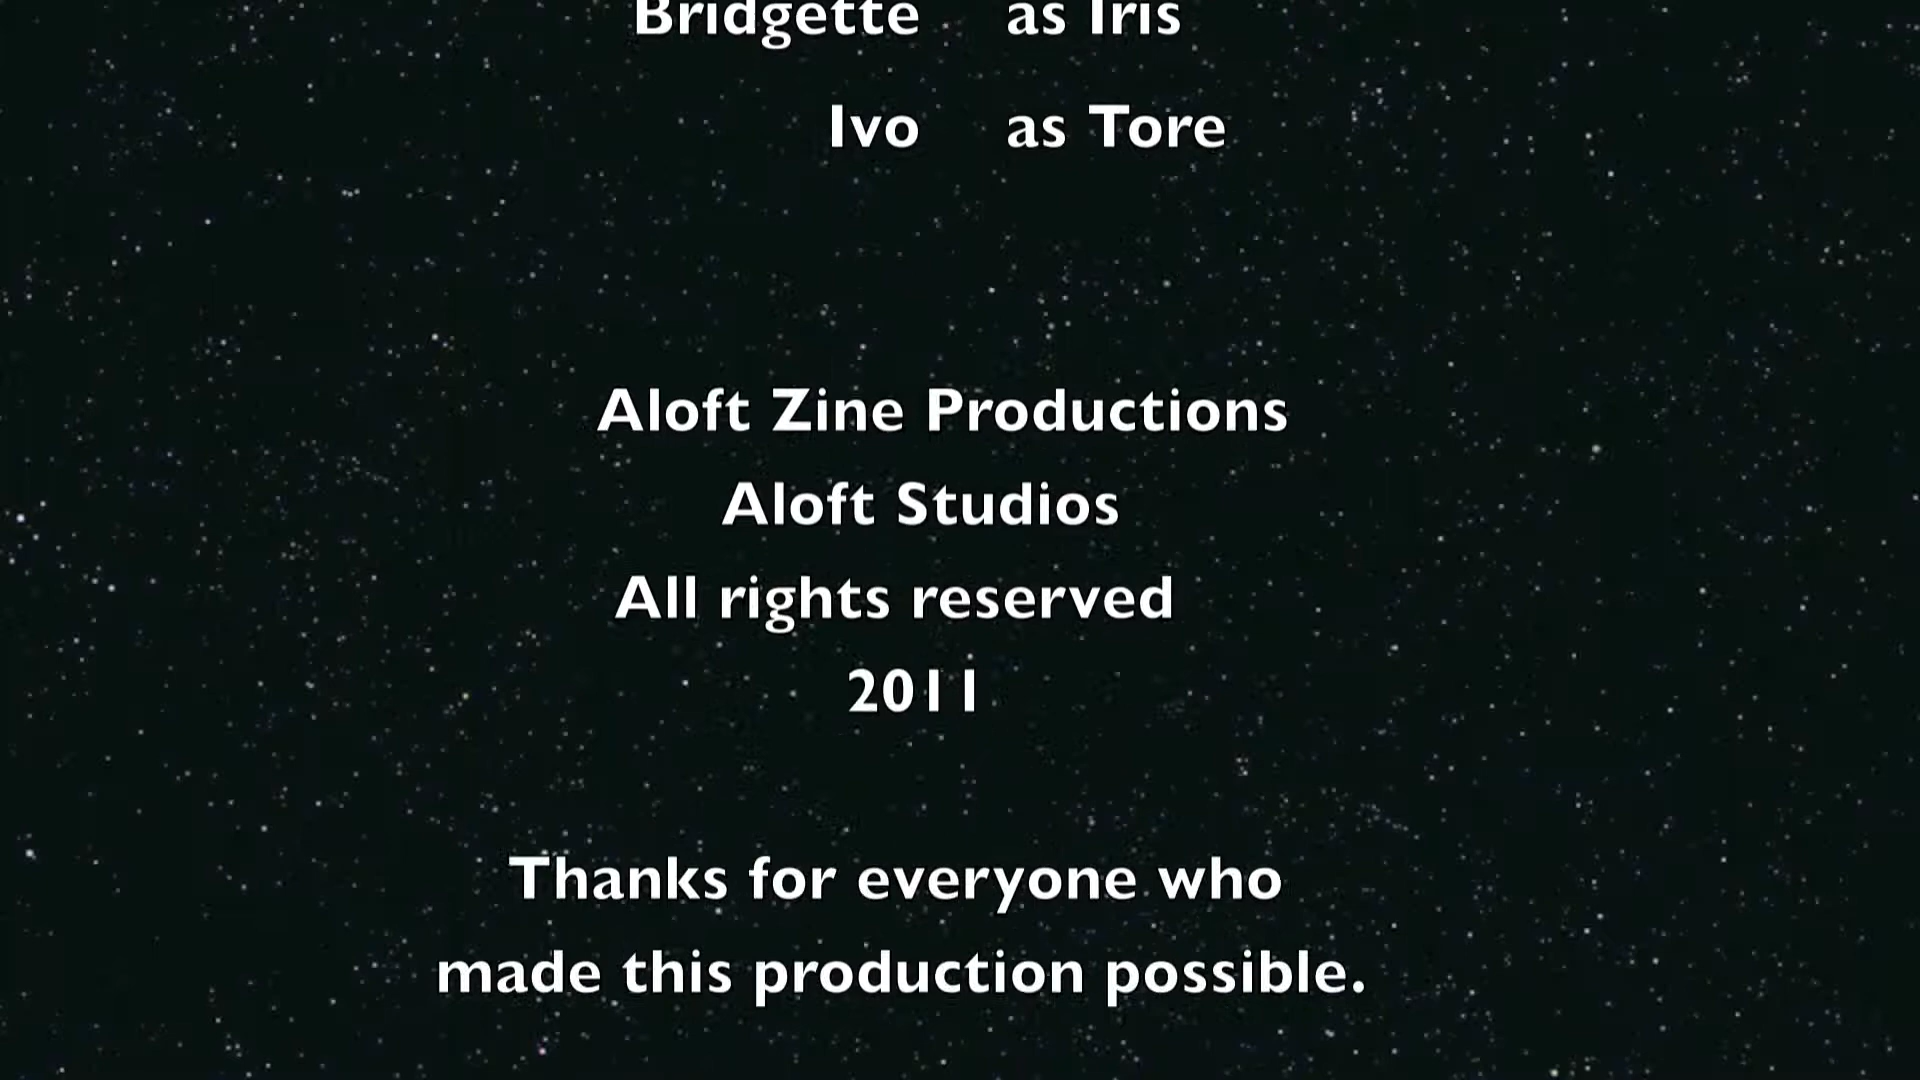 Bridgette as Iris
Ivo as Tore
Aloft Zine Productions
Aloft Studios
All rights reserved
2011
Thanks for everyone who
made this production possible.